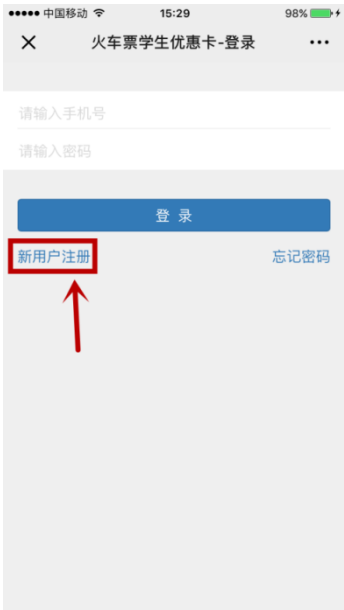 中国移动 15:29 98%
火车票学生优惠卡-登录
请输入手机号
请输入密码
登 录
新用户注册 忘记密码